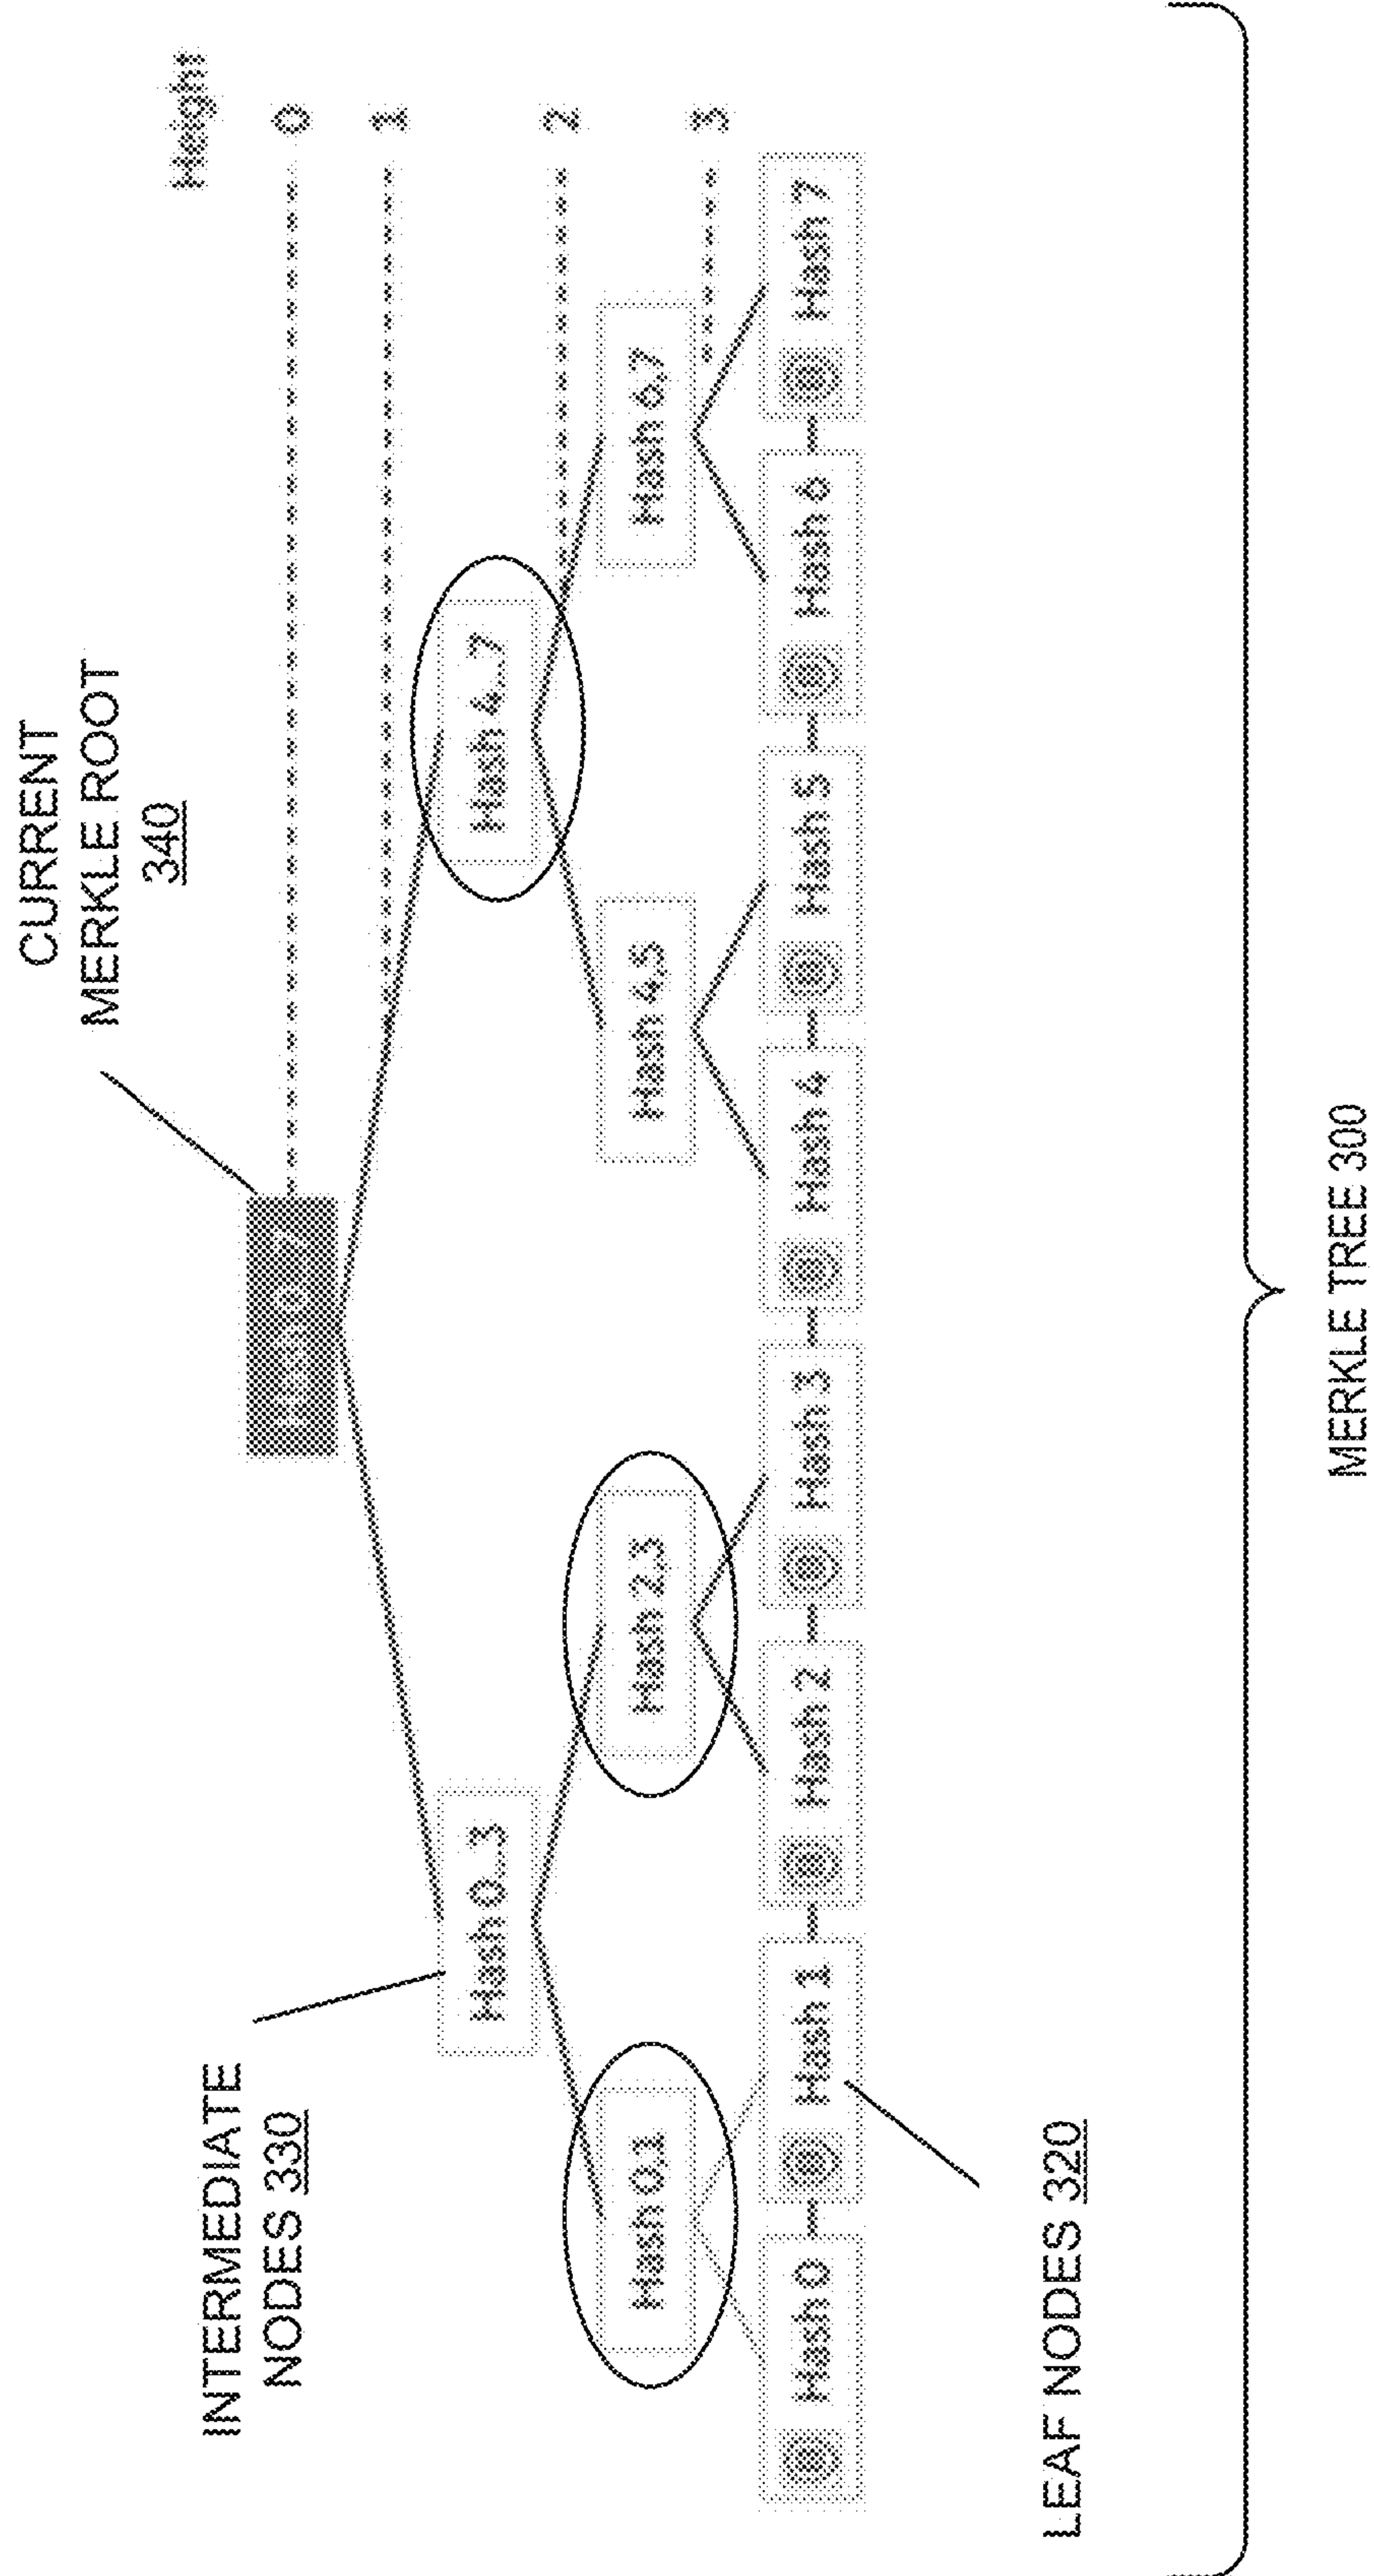 CURRENT
MERKLE ROOT
340
Height
0
1
2
3
INTERMEDIATE
NODES 330
Hash 0..3
Hash 4..7
Hash 0,1
Hash 2,3
Hash 4,5
Hash 6,7
Hash 0
Hash 1
Hash 2
Hash 3
Hash 4
Hash 5
Hash 6
Hash 7
LEAF NODES 320
MERKLE TREE 300